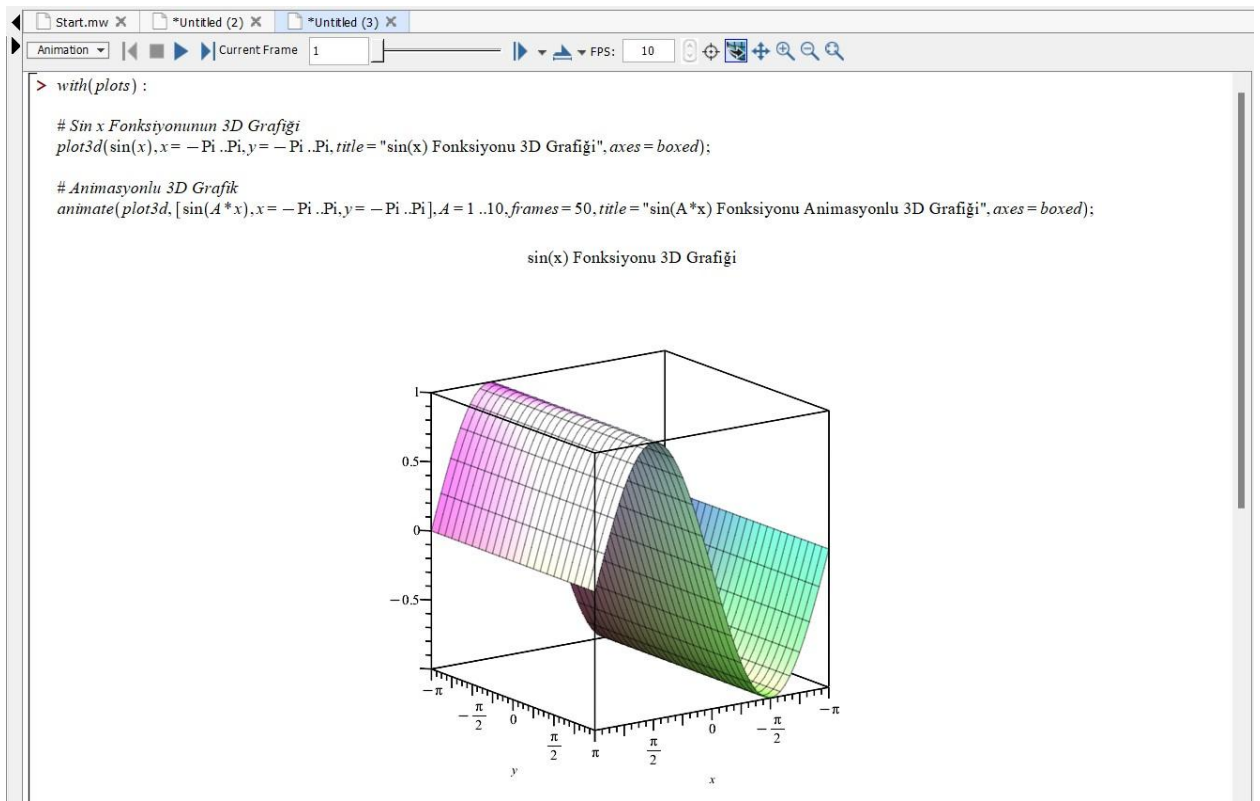 Start.mw *Untitled (2) *Untitled (3)
Animation Current Frame 1 FPS: 10
> with(plots) :
# Sin x Fonksiyonunun 3D Grafiği
plot3d(sin(x), x = −Pi ..Pi, y = −Pi ..Pi, title = "sin(x) Fonksiyonu 3D Grafiği", axes = boxed);
# Animasyonlu 3D Grafik
animate(plot3d, [sin(A*x), x = −Pi ..Pi, y = −Pi ..Pi], A = 1 ..10, frames = 50, title = "sin(A*x) Fonksiyonu Animasyonlu 3D Grafiği", axes = boxed);
sin(x) Fonksiyonu 3D Grafiği
1
0.5
0
−0.5
−π −π/2 0 π/2 π
y
π/2 0 −π/2 −π
x